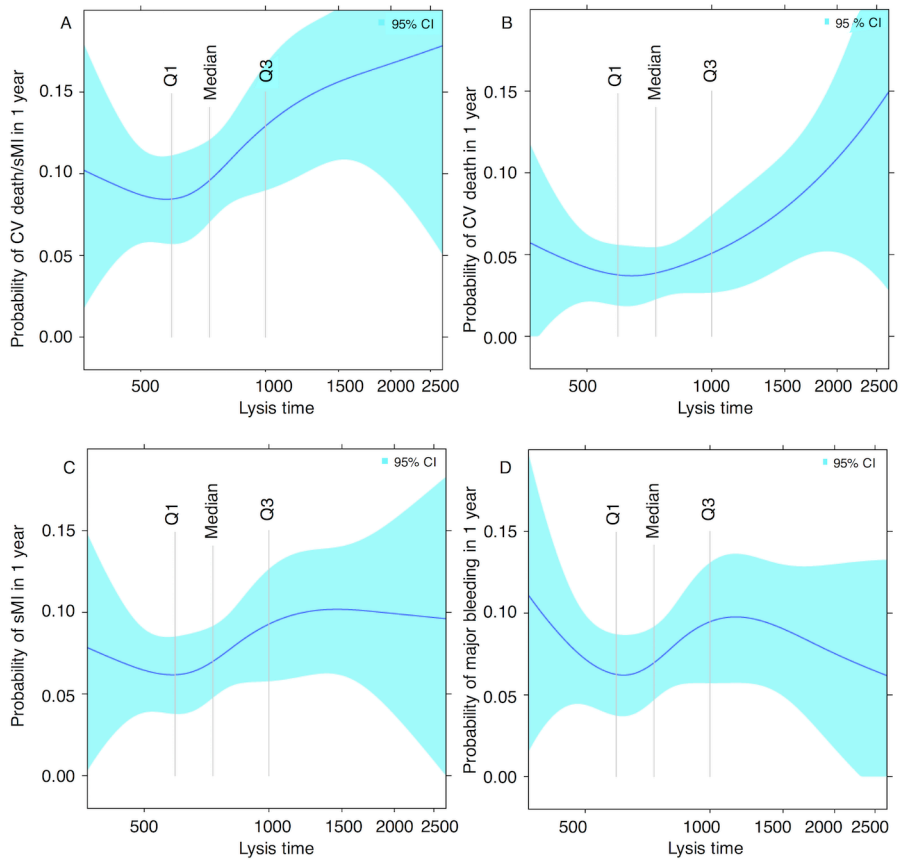 A
95% CI
Probability of CV death/sMI in 1 year
0.15
0.10
0.05
0.00
Q1
Median
Q3
500
1000
1500
2000
2500
Lysis time
B
95 % CI
Probability of CV death in 1 year
0.15
0.10
0.05
0.00
Q1
Median
Q3
500
1000
1500
2000
2500
Lysis time
C
95% CI
Probability of sMI in 1 year
0.15
0.10
0.05
0.00
Q1
Median
Q3
500
1000
1500
2000
2500
Lysis time
D
95% CI
Probability of major bleeding in 1 year
0.15
0.10
0.05
0.00
Q1
Median
Q3
500
1000
1500
2000
2500
Lysis time